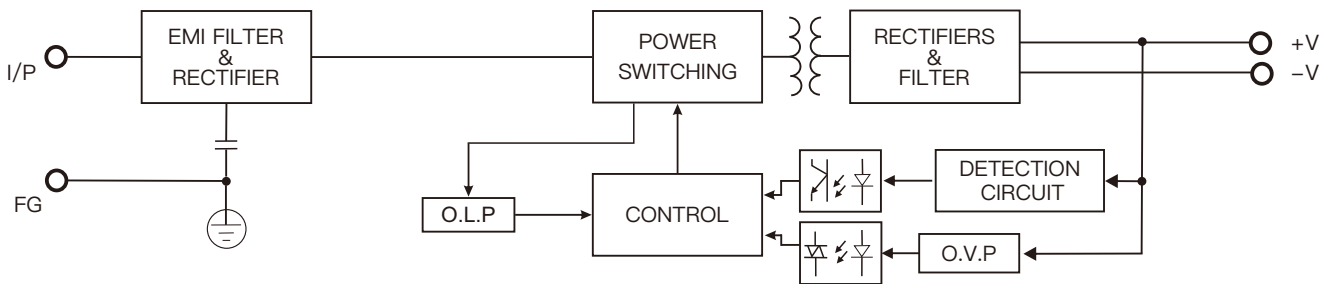 I/P
EMI FILTER
&
RECTIFIER
POWER
SWITCHING
RECTIFIERS
&
FILTER
+V
−V
FG
O.L.P
CONTROL
DETECTION
CIRCUIT
O.V.P